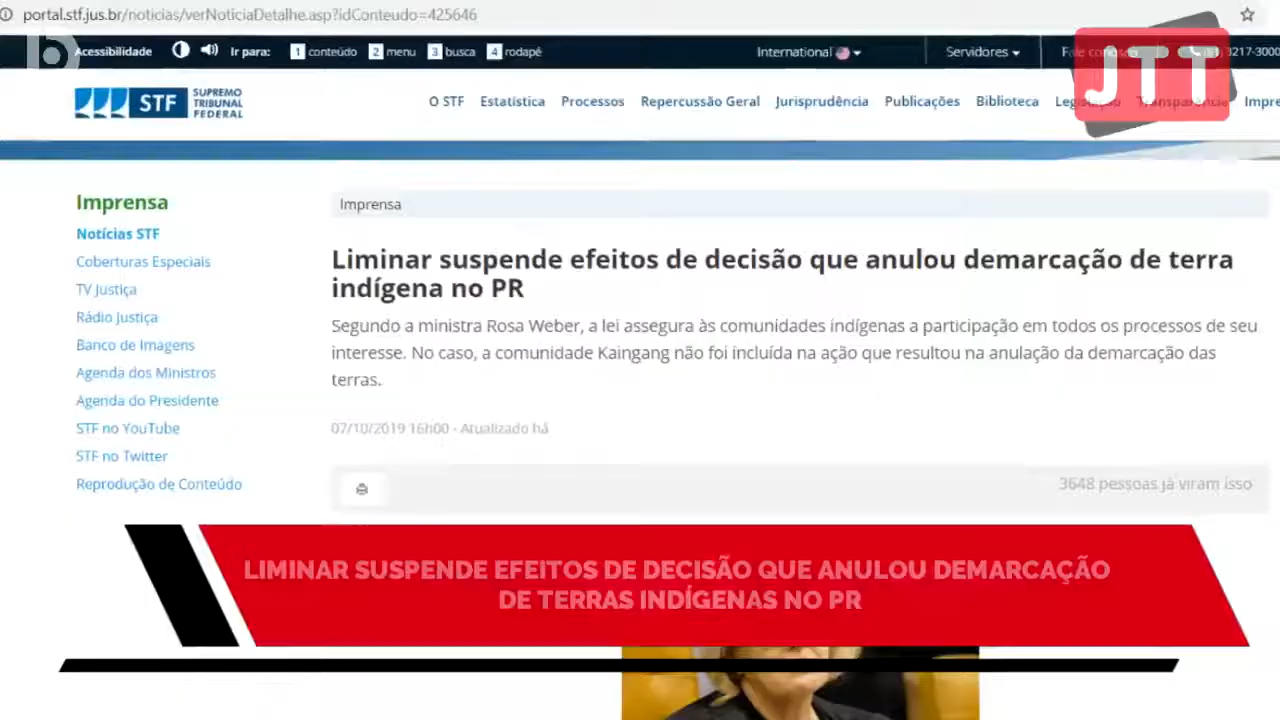 portal.stf.jus.br/noticias/verNoticiaDetalhe.asp?idConteudo=425646
Acessibilidade Ir para: 1 conteúdo 2 menu 3 busca 4 rodapé International Servidores Fale conosco 3217-3000
JTT
STF SUPREMO TRIBUNAL FEDERAL
O STF Estatística Processos Repercussão Geral Jurisprudência Publicações Biblioteca Legislação Transparência Impre
Imprensa
Notícias STF
Coberturas Especiais
TV Justiça
Rádio Justiça
Banco de Imagens
Agenda dos Ministros
Agenda do Presidente
STF no YouTube
STF no Twitter
Reprodução de Conteúdo
Imprensa
Liminar suspende efeitos de decisão que anulou demarcação de terra
indígena no PR
Segundo a ministra Rosa Weber, a lei assegura às comunidades indígenas a participação em todos os processos de seu
interesse. No caso, a comunidade Kaingang não foi incluída na ação que resultou na anulação da demarcação das
terras.
07/10/2019 16h00 - Atualizado há
3648 pessoas já viram isso
LIMINAR SUSPENDE EFEITOS DE DECISÃO QUE ANULOU DEMARCAÇÃO
DE TERRAS INDÍGENAS NO PR